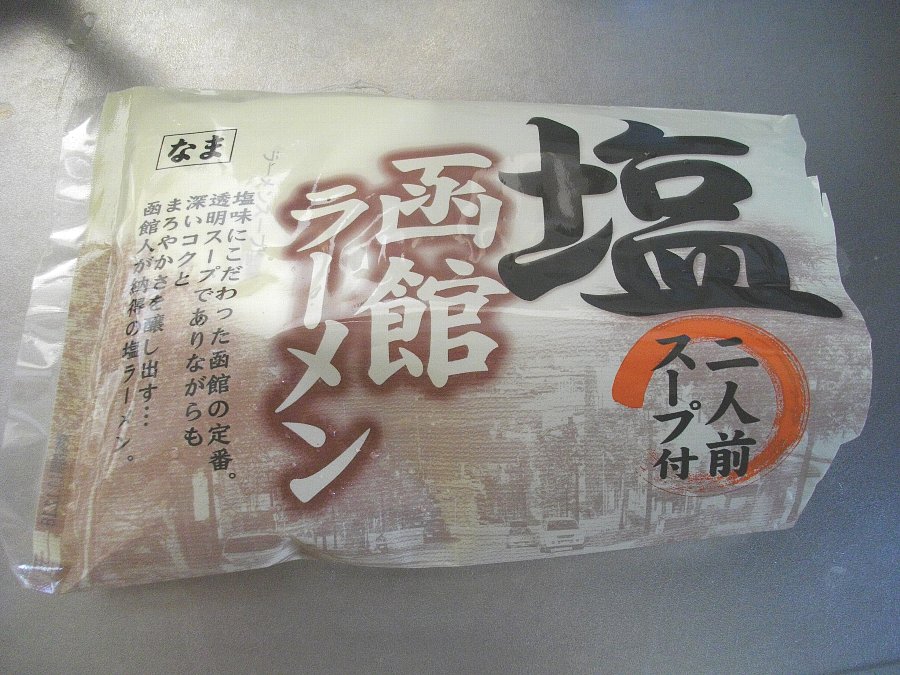 塩
二人前
スープ付
函館
ラーメン
なま
塩味にこだわった函館の定番。
透明スープでありながらも
深いコクと
まろやかさを醸し出す…
函館人が納得の塩ラーメン。